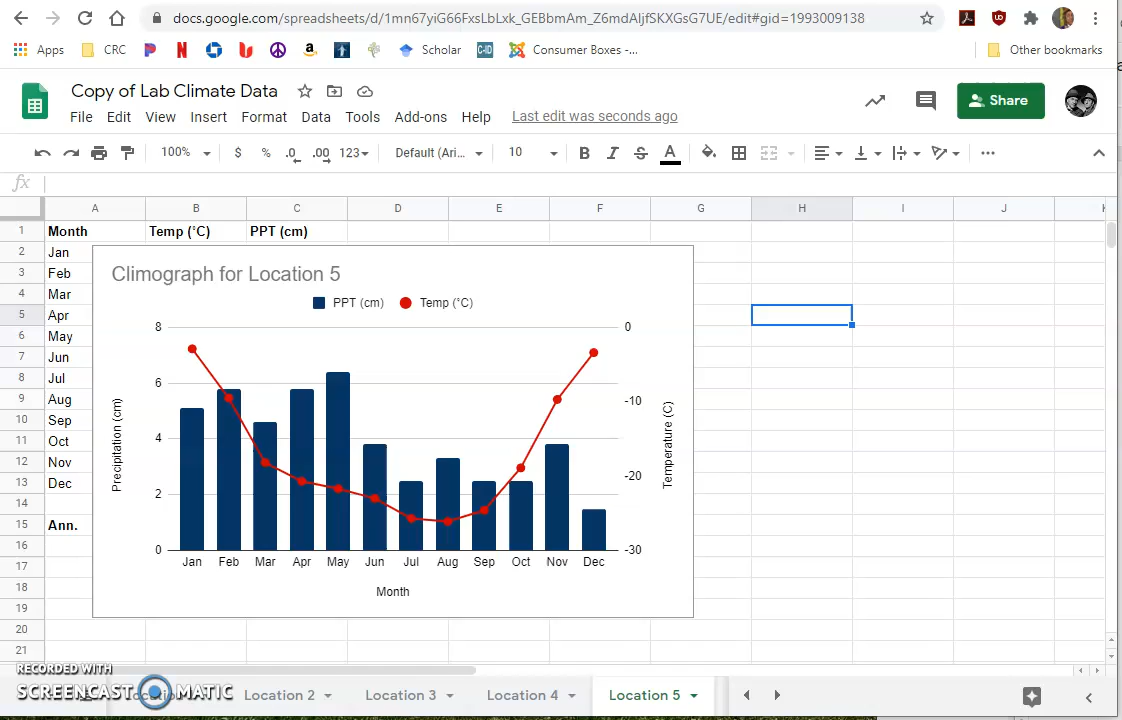 docs.google.com/spreadsheets/d/1mn67yiG66FxsLbLxk_GEBbmAm_Z6mdAljfSKXGsG7UE/edit#gid=1993009138
Apps CRC Scholar C-ID Consumer Boxes -... Other bookmarks
Copy of Lab Climate Data
File Edit View Insert Format Data Tools Add-ons Help Last edit was seconds ago
Share
100% $ % .0 .00 123 Default (Ari... 10 B I S A
fx
A B C D E F G H I J K
1 Month Temp (°C) PPT (cm)
2 Jan
3 Feb
4 Mar
5 Apr
6 May
7 Jun
8 Jul
9 Aug
10 Sep
11 Oct
12 Nov
13 Dec
14
15 Ann.
16
17
18
19
20
21
Climograph for Location 5
PPT (cm) Temp (°C)
8 0
6 -10
4
-20
2
0 -30
Precipitation (cm)
Temperature (C)
Jan Feb Mar Apr May Jun Jul Aug Sep Oct Nov Dec
Month
RECORDED WITH
SCREENCAST MATIC
Location 2 Location 3 Location 4 Location 5